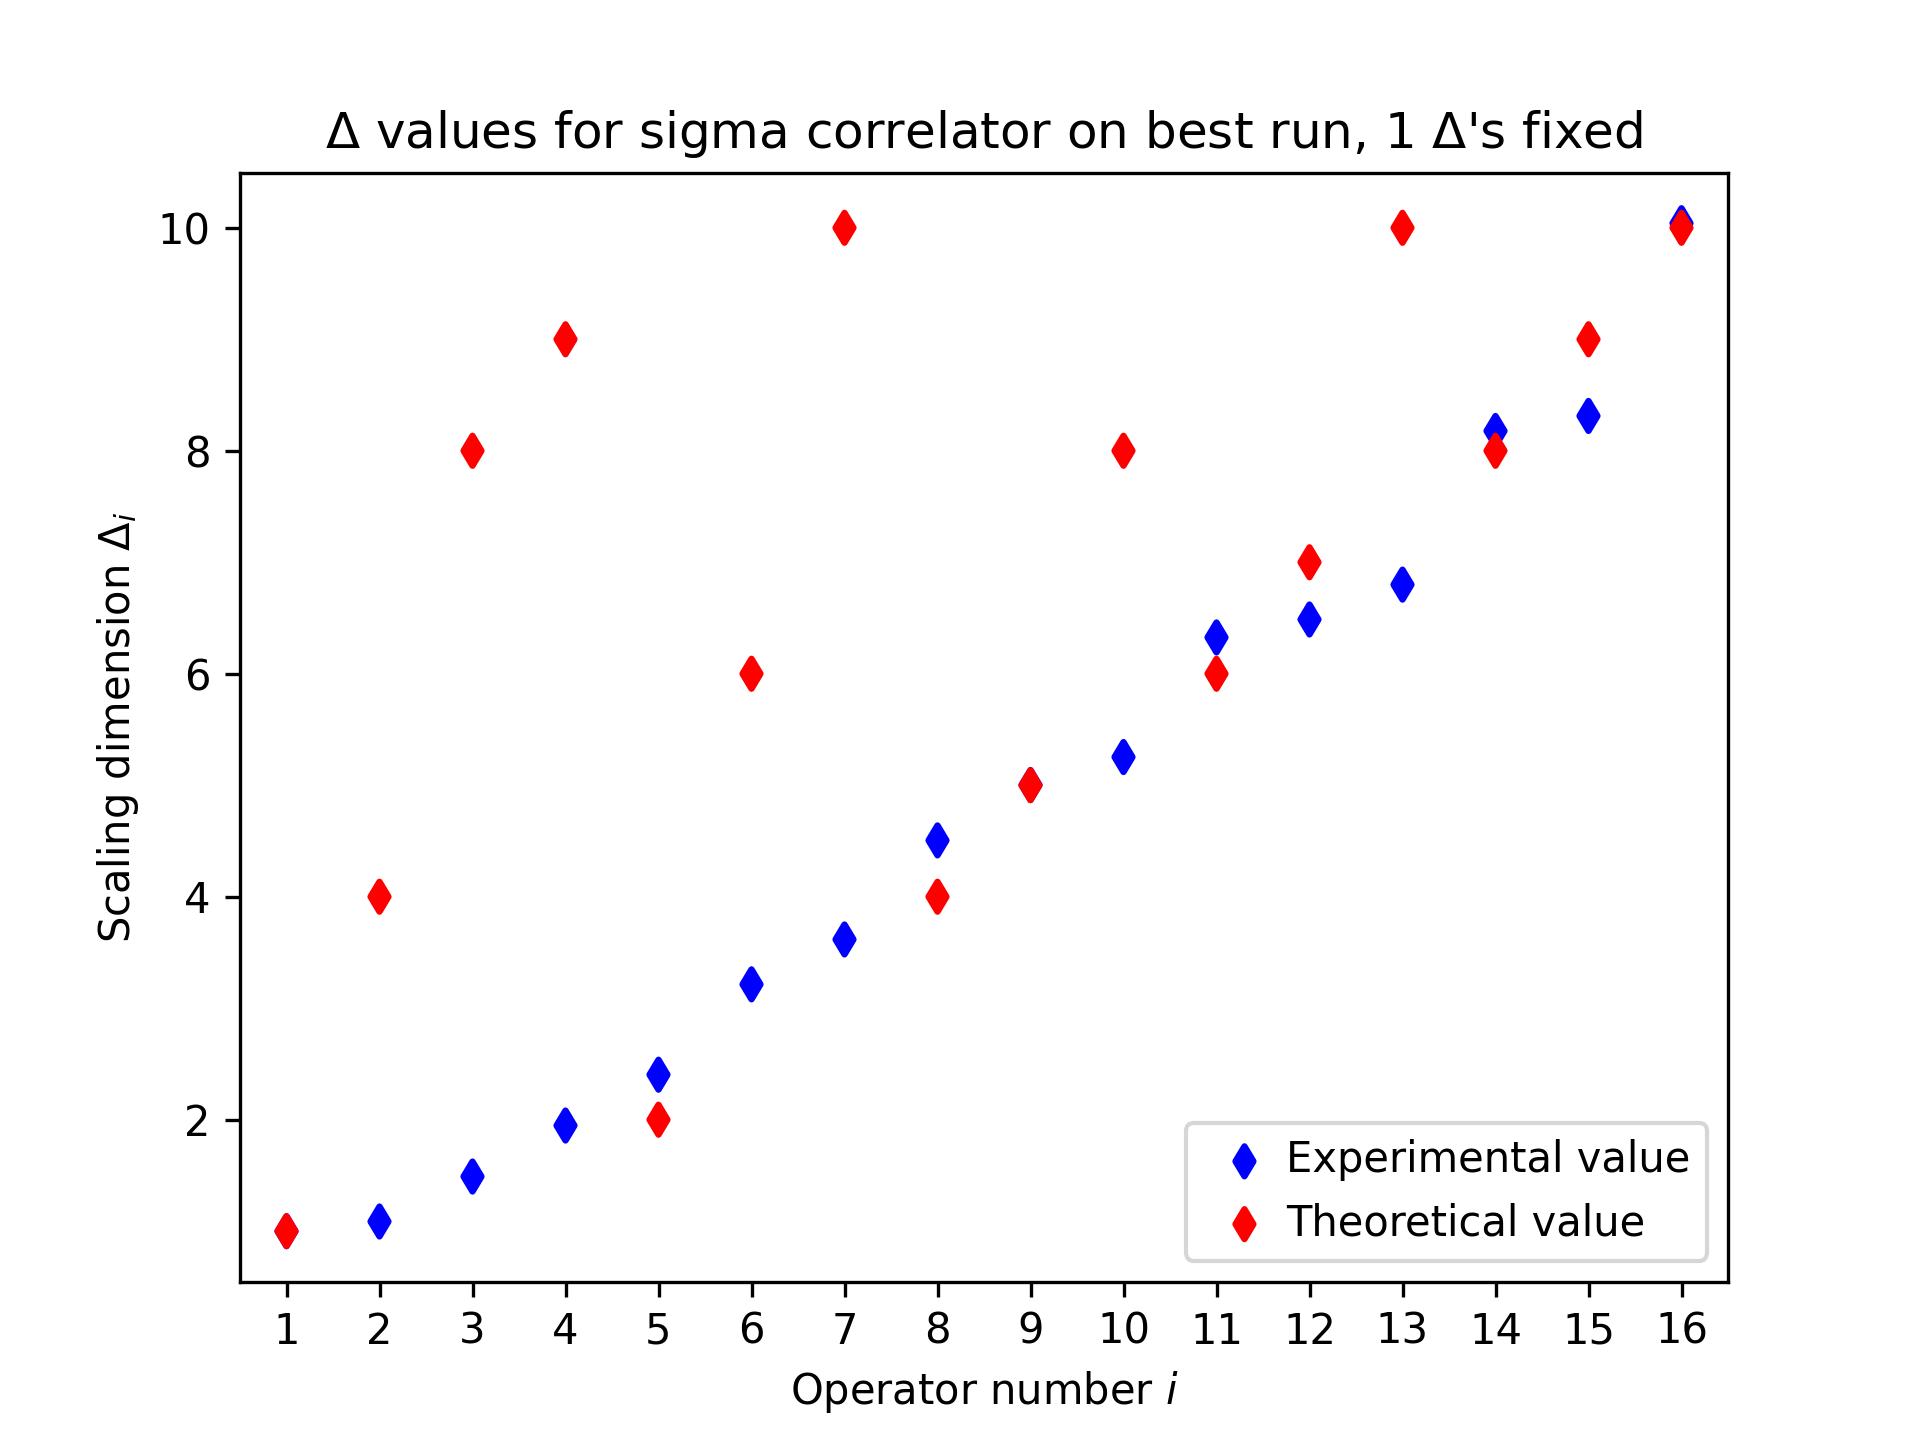 Δ values for sigma correlator on best run, 1 Δ's fixed
10
8
6
4
2
Scaling dimension Δi
Experimental value
Theoretical value
1 2 3 4 5 6 7 8 9 10 11 12 13 14 15 16
Operator number i